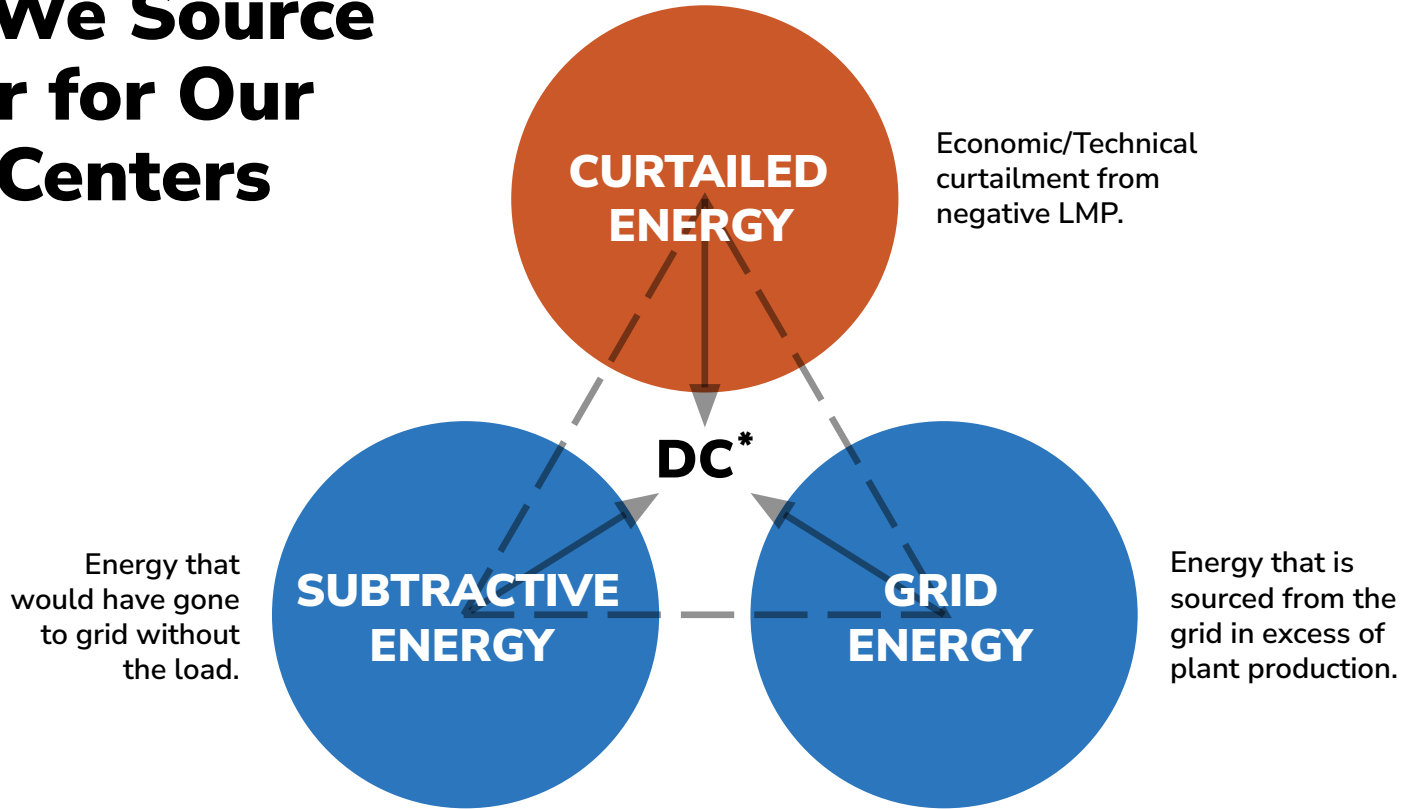 We Source
r for Our
Centers
CURTAILED
ENERGY
Economic/Technical
curtailment from
negative LMP.
DC*
Energy that
would have gone
to grid without
the load.
SUBTRACTIVE
ENERGY
GRID
ENERGY
Energy that is
sourced from the
grid in excess of
plant production.